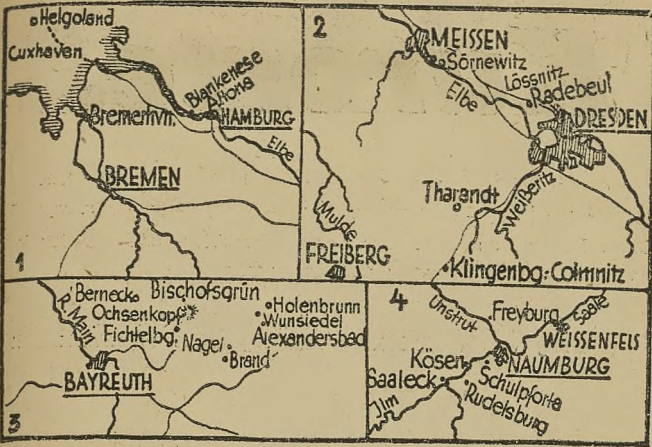 Helgoland
Cuxhaven
Blankenese
Altona
Bremerhvn.
HAMBURG
Elbe
BREMEN
1
2
MEISSEN
Sörnewitz
Lössnitz
Radebeul
Elbe
DRESDEN
Tharandt
Weißeritz
Mulde
FREIBERG
Klingenbg.-Colmnitz
Berneck
Bischofsgrün
Ochsenkopf
Fichtelbg.
R. Main
Nagel
Brand
Holenbrunn
Wunsiedel
Alexandersbad
BAYREUTH
3
4
Unstrut
Freyburg
Saale
WEISSENFELS
NAUMBURG
Kösen
Saaleck
Schulpforta
Rudelsburg
Jlm